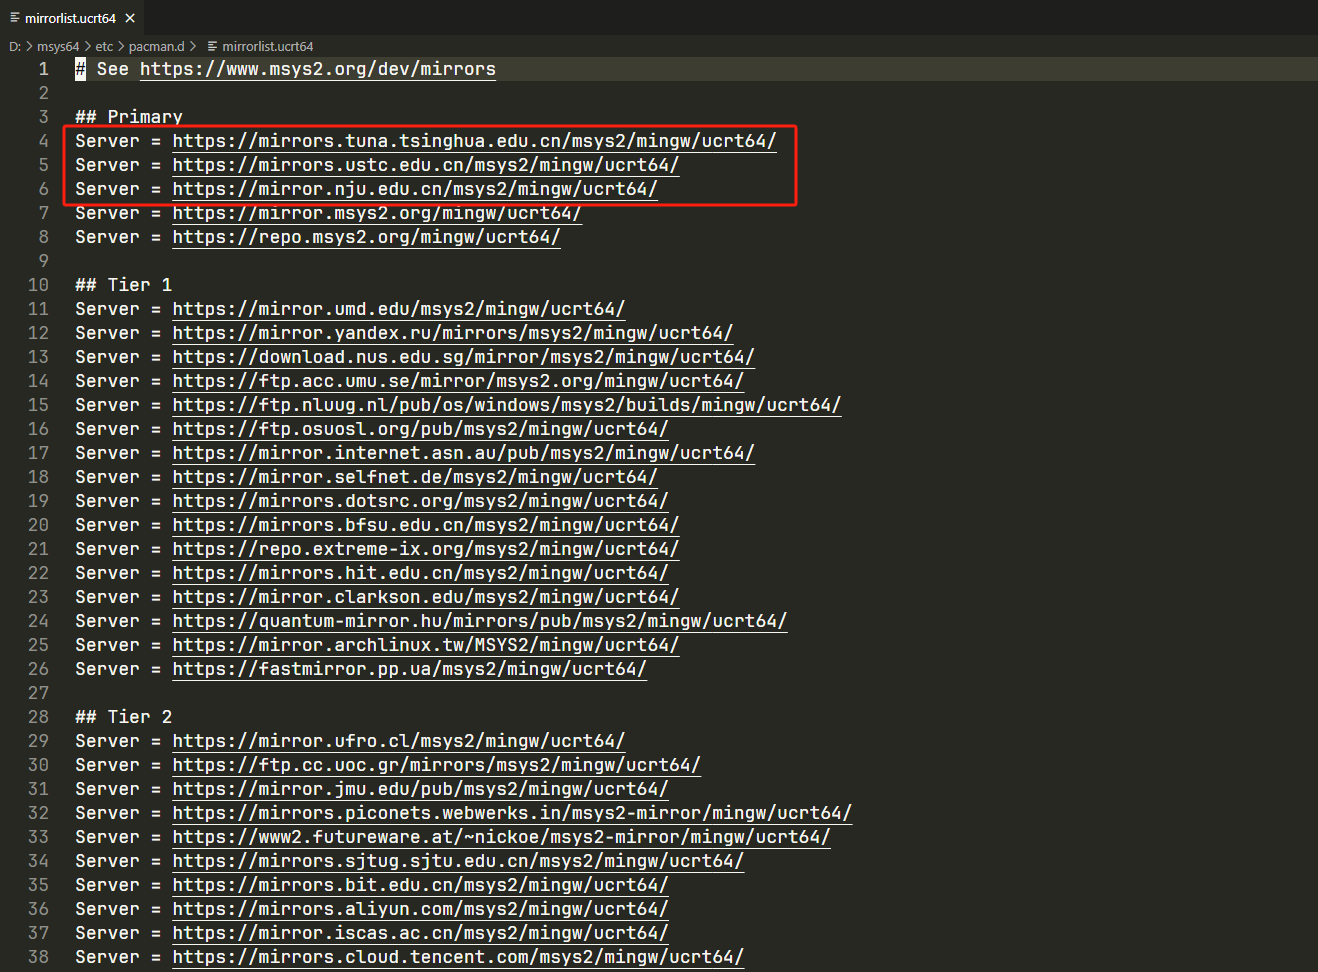 mirrorlist.ucrt64
D: > msys64 > etc > pacman.d > mirrorlist.ucrt64
1 # See https://www.msys2.org/dev/mirrors
2
3 ## Primary
4 Server = https://mirrors.tuna.tsinghua.edu.cn/msys2/mingw/ucrt64/
5 Server = https://mirrors.ustc.edu.cn/msys2/mingw/ucrt64/
6 Server = https://mirror.nju.edu.cn/msys2/mingw/ucrt64/
7 Server = https://mirror.msys2.org/mingw/ucrt64/
8 Server = https://repo.msys2.org/mingw/ucrt64/
9
10 ## Tier 1
11 Server = https://mirror.umd.edu/msys2/mingw/ucrt64/
12 Server = https://mirror.yandex.ru/mirrors/msys2/mingw/ucrt64/
13 Server = https://download.nus.edu.sg/mirror/msys2/mingw/ucrt64/
14 Server = https://ftp.acc.umu.se/mirror/msys2.org/mingw/ucrt64/
15 Server = https://ftp.nluug.nl/pub/os/windows/msys2/builds/mingw/ucrt64/
16 Server = https://ftp.osuosl.org/pub/msys2/mingw/ucrt64/
17 Server = https://mirror.internet.asn.au/pub/msys2/mingw/ucrt64/
18 Server = https://mirror.selfnet.de/msys2/mingw/ucrt64/
19 Server = https://mirrors.dotsrc.org/msys2/mingw/ucrt64/
20 Server = https://mirrors.bfsu.edu.cn/msys2/mingw/ucrt64/
21 Server = https://repo.extreme-ix.org/msys2/mingw/ucrt64/
22 Server = https://mirrors.hit.edu.cn/msys2/mingw/ucrt64/
23 Server = https://mirror.clarkson.edu/msys2/mingw/ucrt64/
24 Server = https://quantum-mirror.hu/mirrors/pub/msys2/mingw/ucrt64/
25 Server = https://mirror.archlinux.tw/MSYS2/mingw/ucrt64/
26 Server = https://fastmirror.pp.ua/msys2/mingw/ucrt64/
27
28 ## Tier 2
29 Server = https://mirror.ufro.cl/msys2/mingw/ucrt64/
30 Server = https://ftp.cc.uoc.gr/mirrors/msys2/mingw/ucrt64/
31 Server = https://mirror.jmu.edu/pub/msys2/mingw/ucrt64/
32 Server = https://mirrors.piconets.webwerks.in/msys2-mirror/mingw/ucrt64/
33 Server = https://www2.futureware.at/~nickoe/msys2-mirror/mingw/ucrt64/
34 Server = https://mirrors.sjtug.sjtu.edu.cn/msys2/mingw/ucrt64/
35 Server = https://mirrors.bit.edu.cn/msys2/mingw/ucrt64/
36 Server = https://mirrors.aliyun.com/msys2/mingw/ucrt64/
37 Server = https://mirror.iscas.ac.cn/msys2/mingw/ucrt64/
38 Server = https://mirrors.cloud.tencent.com/msys2/mingw/ucrt64/